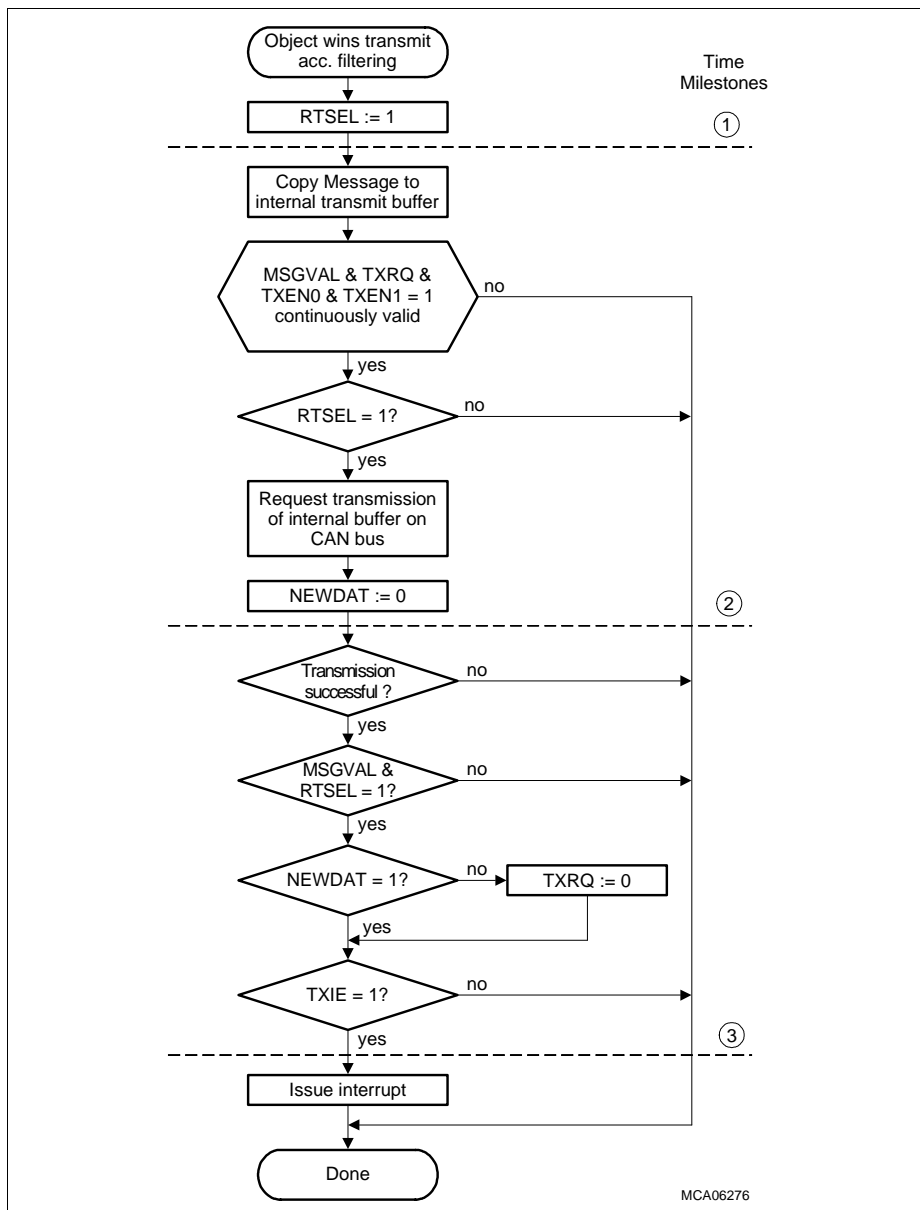 Object wins transmit
acc. filtering
Time
Milestones
RTSEL := 1
1
Copy Message to
internal transmit buffer
MSGVAL & TXRQ &
TXEN0 & TXEN1 = 1
continuously valid
no
yes
RTSEL = 1?
no
yes
Request transmission
of internal buffer on
CAN bus
NEWDAT := 0
2
Transmission
successful ?
no
yes
MSGVAL &
RTSEL = 1?
no
yes
NEWDAT = 1?
no
TXRQ := 0
yes
TXIE = 1?
no
yes
3
Issue interrupt
Done
MCA06276